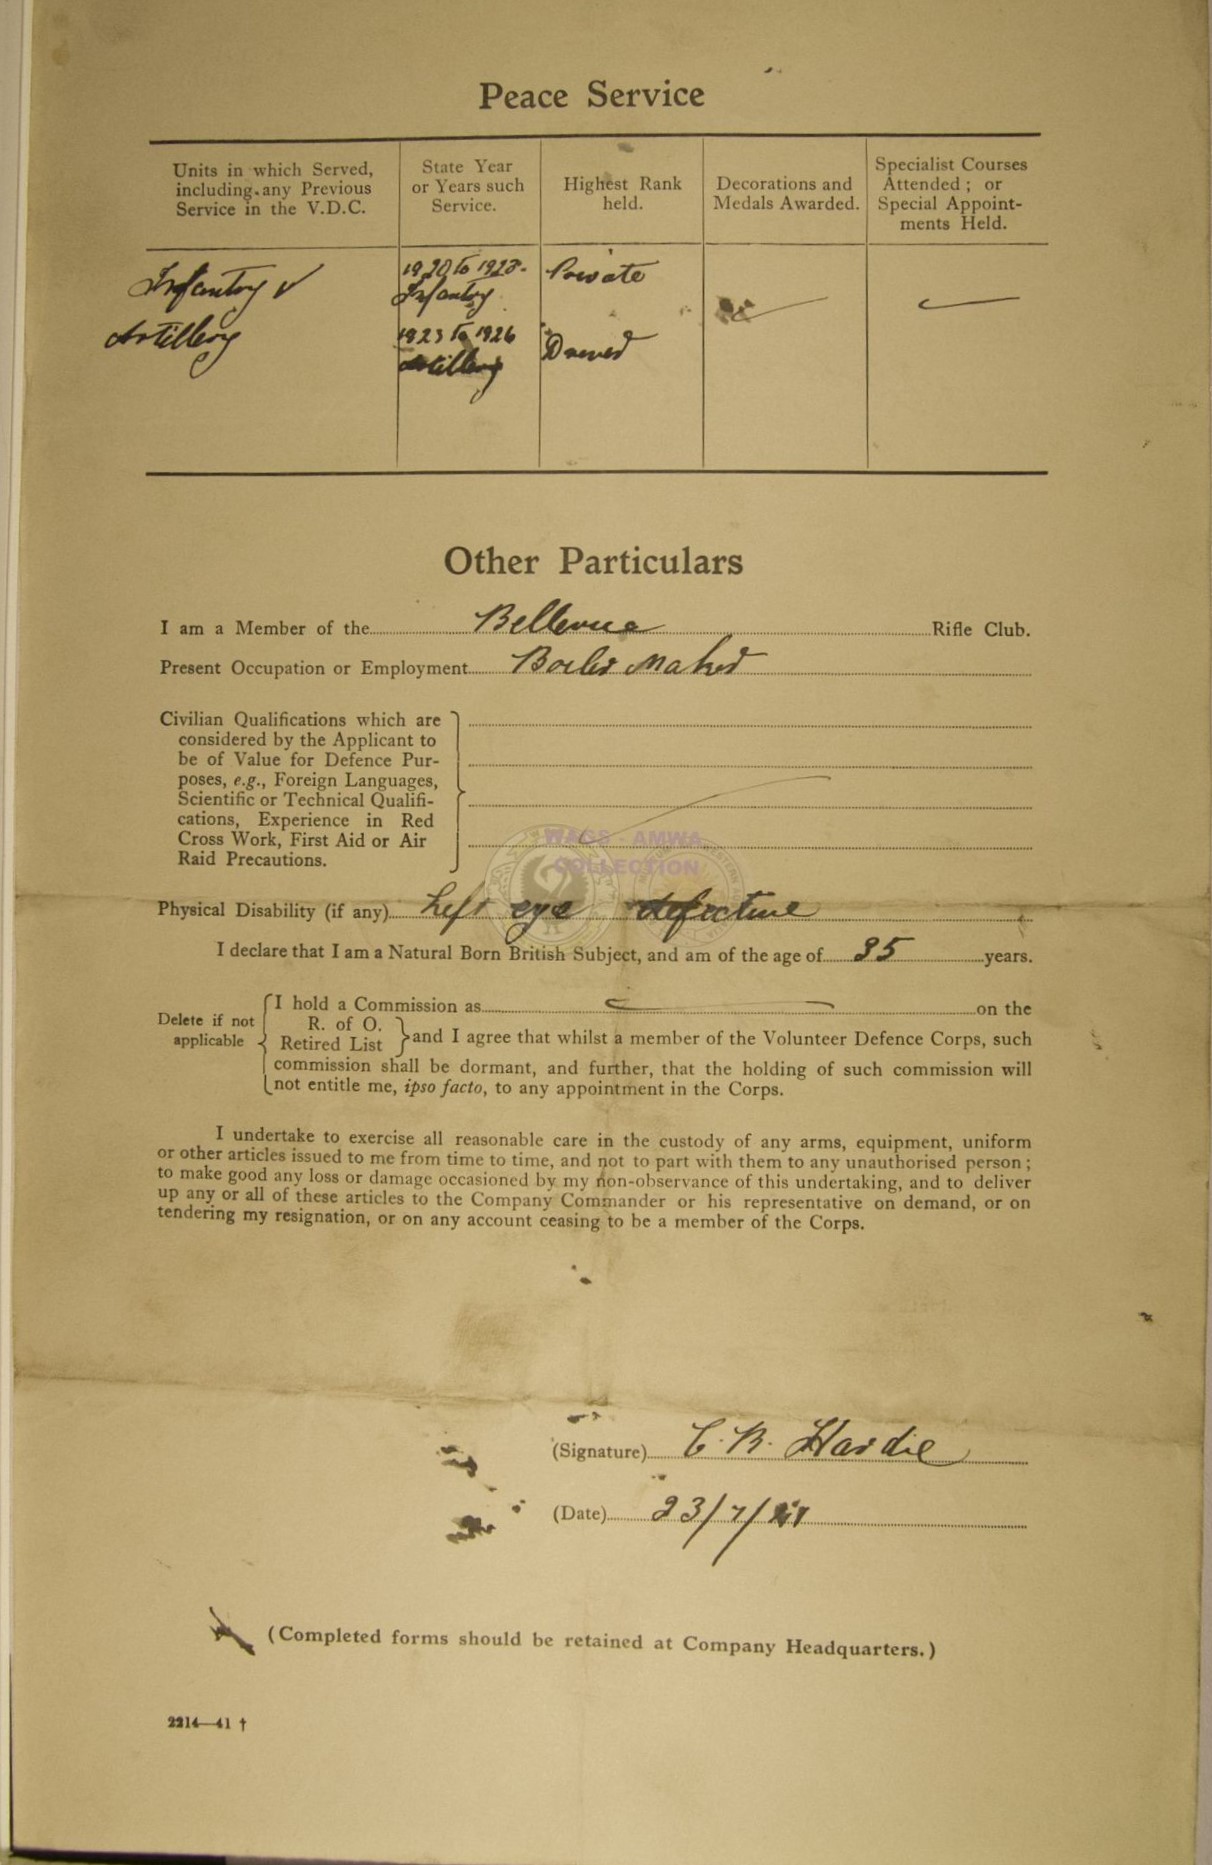 Peace Service
Units in which Served, including any Previous Service in the V.D.C.
State Year or Years such Service.
Highest Rank held.
Decorations and Medals Awarded.
Specialist Courses Attended ; or Special Appoint-ments Held.
Infantry
1920 to 1923
Infantry
Private
Artillery
1923 to 1926
Artillery
Other Particulars
I am a Member of the Bellevue Rifle Club.
Present Occupation or Employment Boiler Maker
Civilian Qualifications which are
considered by the Applicant to
be of Value for Defence Pur-
poses, e.g., Foreign Languages,
Scientific or Technical Qualifi-
cations, Experience in Red
Cross Work, First Aid or Air
Raid Precautions.
WAGS - AMWA
COLLECTION
Physical Disability (if any) Left eye defective
I declare that I am a Natural Born British Subject, and am of the age of 35 years.
Delete if not applicable
I hold a Commission as on the
R. of O.
Retired List
and I agree that whilst a member of the Volunteer Defence Corps, such
commission shall be dormant, and further, that the holding of such commission will
not entitle me, ipso facto, to any appointment in the Corps.
I undertake to exercise all reasonable care in the custody of any arms, equipment, uniform
or other articles issued to me from time to time, and not to part with them to any unauthorised person ;
to make good any loss or damage occasioned by my non-observance of this undertaking, and to deliver
up any or all of these articles to the Company Commander or his representative on demand, or on
tendering my resignation, or on any account ceasing to be a member of the Corps.
(Signature) C. R. Hardie
(Date) 23/7/41
(Completed forms should be retained at Company Headquarters.)
2214—41 †